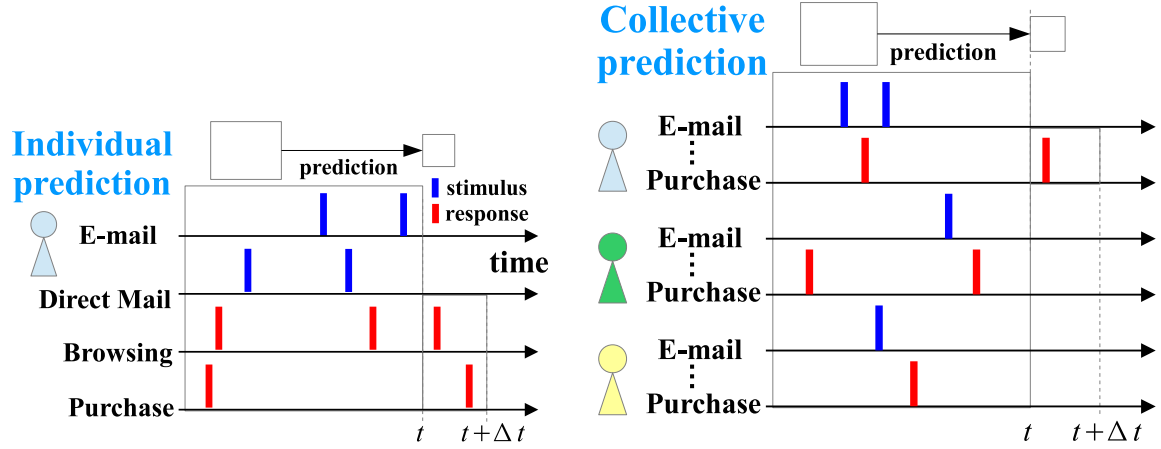 Individual
prediction
prediction
stimulus
response
E-mail
time
Direct Mail
Browsing
Purchase
t
t + Δ t
Collective
prediction
prediction
E-mail
Purchase
E-mail
Purchase
E-mail
Purchase
t
t + Δ t